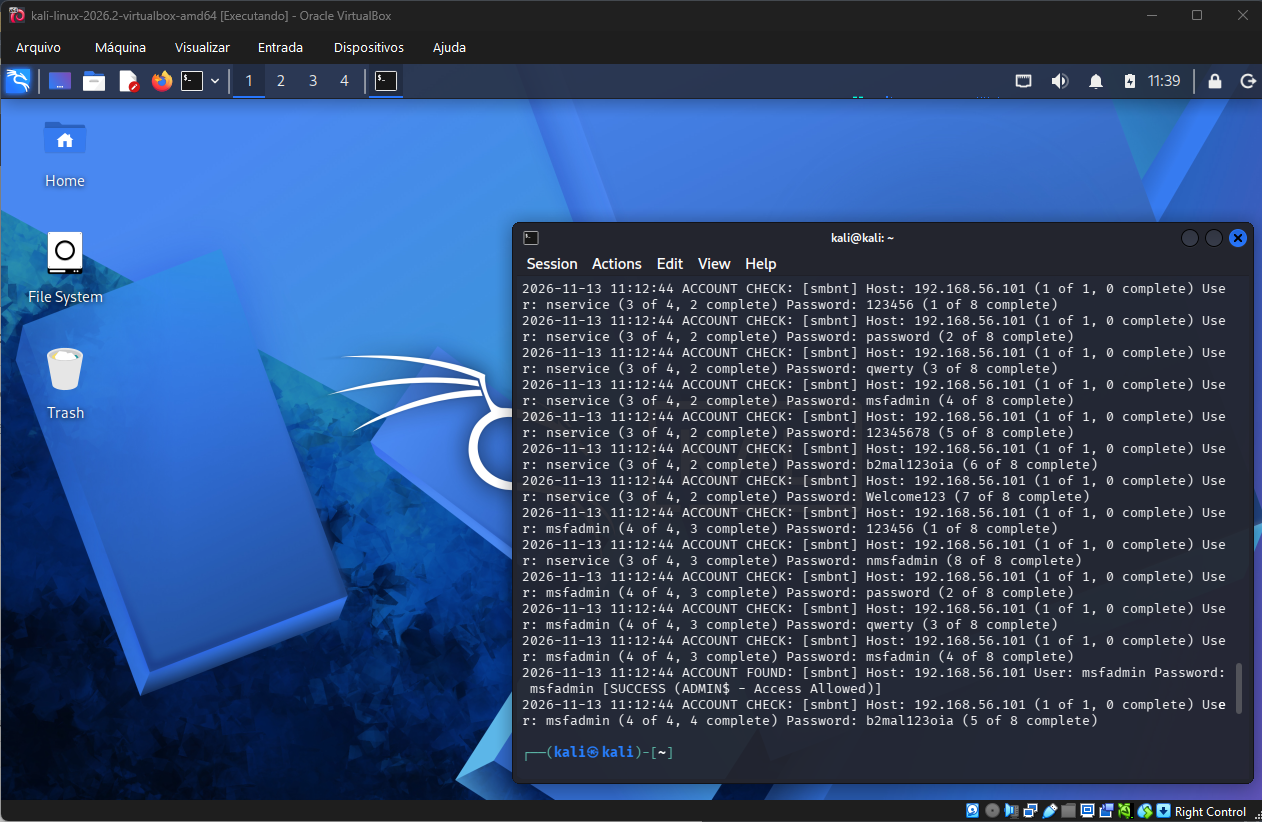 kali-linux-2026.2-virtualbox-amd64 [Executando] - Oracle VirtualBox
Arquivo Máquina Visualizar Entrada Dispositivos Ajuda
1 2 3 4 11:39
Home
File System
Trash
kali@kali: ~
Session Actions Edit View Help
2026-11-13 11:12:44 ACCOUNT CHECK: [smbnt] Host: 192.168.56.101 (1 of 1, 0 complete) Use
r: nservice (3 of 4, 2 complete) Password: 123456 (1 of 8 complete)
2026-11-13 11:12:44 ACCOUNT CHECK: [smbnt] Host: 192.168.56.101 (1 of 1, 0 complete) Use
r: nservice (3 of 4, 2 complete) Password: password (2 of 8 complete)
2026-11-13 11:12:44 ACCOUNT CHECK: [smbnt] Host: 192.168.56.101 (1 of 1, 0 complete) Use
r: nservice (3 of 4, 2 complete) Password: qwerty (3 of 8 complete)
2026-11-13 11:12:44 ACCOUNT CHECK: [smbnt] Host: 192.168.56.101 (1 of 1, 0 complete) Use
r: nservice (3 of 4, 2 complete) Password: msfadmin (4 of 8 complete)
2026-11-13 11:12:44 ACCOUNT CHECK: [smbnt] Host: 192.168.56.101 (1 of 1, 0 complete) Use
r: nservice (3 of 4, 2 complete) Password: 12345678 (5 of 8 complete)
2026-11-13 11:12:44 ACCOUNT CHECK: [smbnt] Host: 192.168.56.101 (1 of 1, 0 complete) Use
r: nservice (3 of 4, 2 complete) Password: b2mal123oia (6 of 8 complete)
2026-11-13 11:12:44 ACCOUNT CHECK: [smbnt] Host: 192.168.56.101 (1 of 1, 0 complete) Use
r: nservice (3 of 4, 2 complete) Password: Welcome123 (7 of 8 complete)
2026-11-13 11:12:44 ACCOUNT CHECK: [smbnt] Host: 192.168.56.101 (1 of 1, 0 complete) Use
r: msfadmin (4 of 4, 3 complete) Password: 123456 (1 of 8 complete)
2026-11-13 11:12:44 ACCOUNT CHECK: [smbnt] Host: 192.168.56.101 (1 of 1, 0 complete) Use
r: nservice (3 of 4, 3 complete) Password: nmsfadmin (8 of 8 complete)
2026-11-13 11:12:44 ACCOUNT CHECK: [smbnt] Host: 192.168.56.101 (1 of 1, 0 complete) Use
r: msfadmin (4 of 4, 3 complete) Password: password (2 of 8 complete)
2026-11-13 11:12:44 ACCOUNT CHECK: [smbnt] Host: 192.168.56.101 (1 of 1, 0 complete) Use
r: msfadmin (4 of 4, 3 complete) Password: qwerty (3 of 8 complete)
2026-11-13 11:12:44 ACCOUNT CHECK: [smbnt] Host: 192.168.56.101 (1 of 1, 0 complete) Use
r: msfadmin (4 of 4, 3 complete) Password: msfadmin (4 of 8 complete)
2026-11-13 11:12:44 ACCOUNT FOUND: [smbnt] Host: 192.168.56.101 User: msfadmin Password:
msfadmin [SUCCESS (ADMIN$ - Access Allowed)]
2026-11-13 11:12:44 ACCOUNT CHECK: [smbnt] Host: 192.168.56.101 (1 of 1, 0 complete) Use
r: msfadmin (4 of 4, 4 complete) Password: b2mal123oia (5 of 8 complete)
┌──(kali㉿kali)-[~]
Right Control